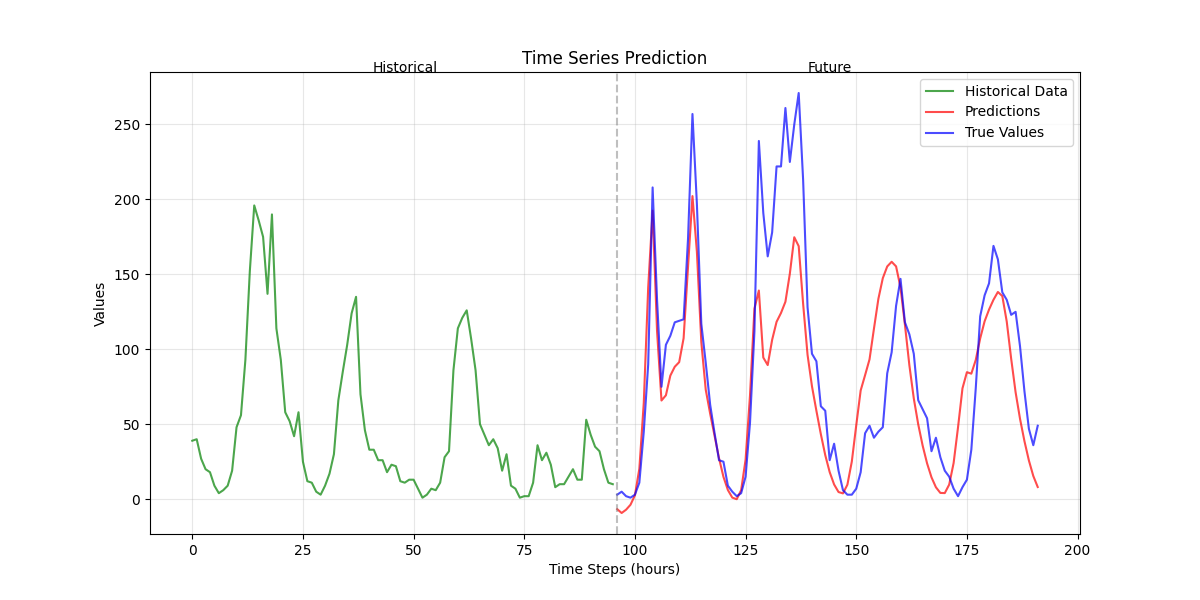 Time Series Prediction
Historical
Future
Historical Data
Predictions
True Values
Values
250
200
150
100
50
0
0
25
50
75
100
125
150
175
200
Time Steps (hours)